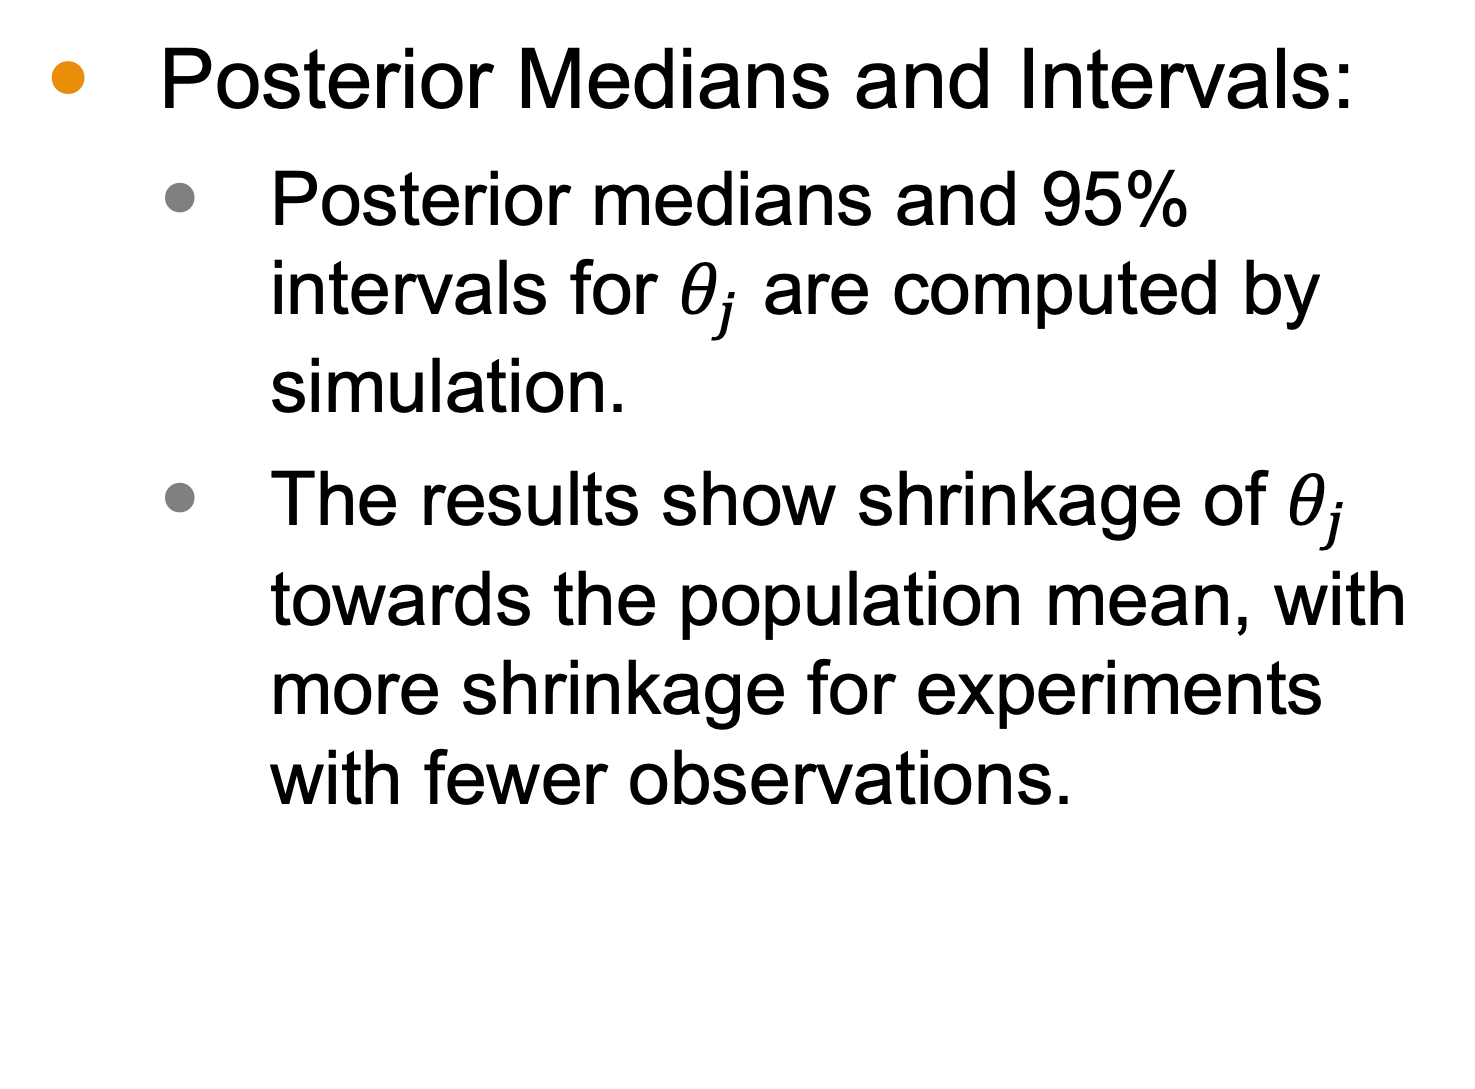 • Posterior Medians and Intervals:
• Posterior medians and 95%
intervals for θⱼ are computed by
simulation.
• The results show shrinkage of θⱼ
towards the population mean, with
more shrinkage for experiments
with fewer observations.